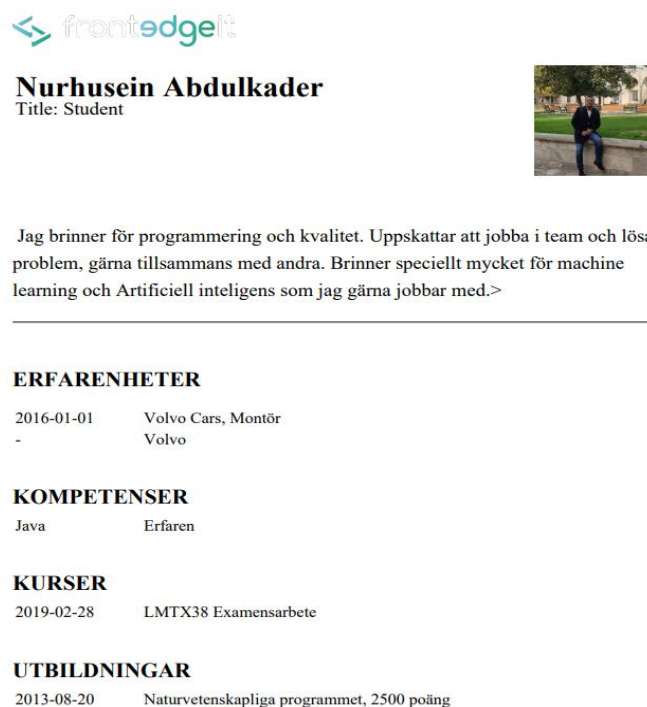 frontedgeit
Nurhusein Abdulkader
Title: Student
Jag brinner för programmering och kvalitet. Uppskattar att jobba i team och lösa
problem, gärna tillsammans med andra. Brinner speciellt mycket för machine
learning och Artificiell inteligens som jag gärna jobbar med.>
ERFARENHETER
2016-01-01 Volvo Cars, Montör
- Volvo
KOMPETENSER
Java Erfaren
KURSER
2019-02-28 LMTX38 Examensarbete
UTBILDNINGAR
2013-08-20 Naturvetenskapliga programmet, 2500 poäng